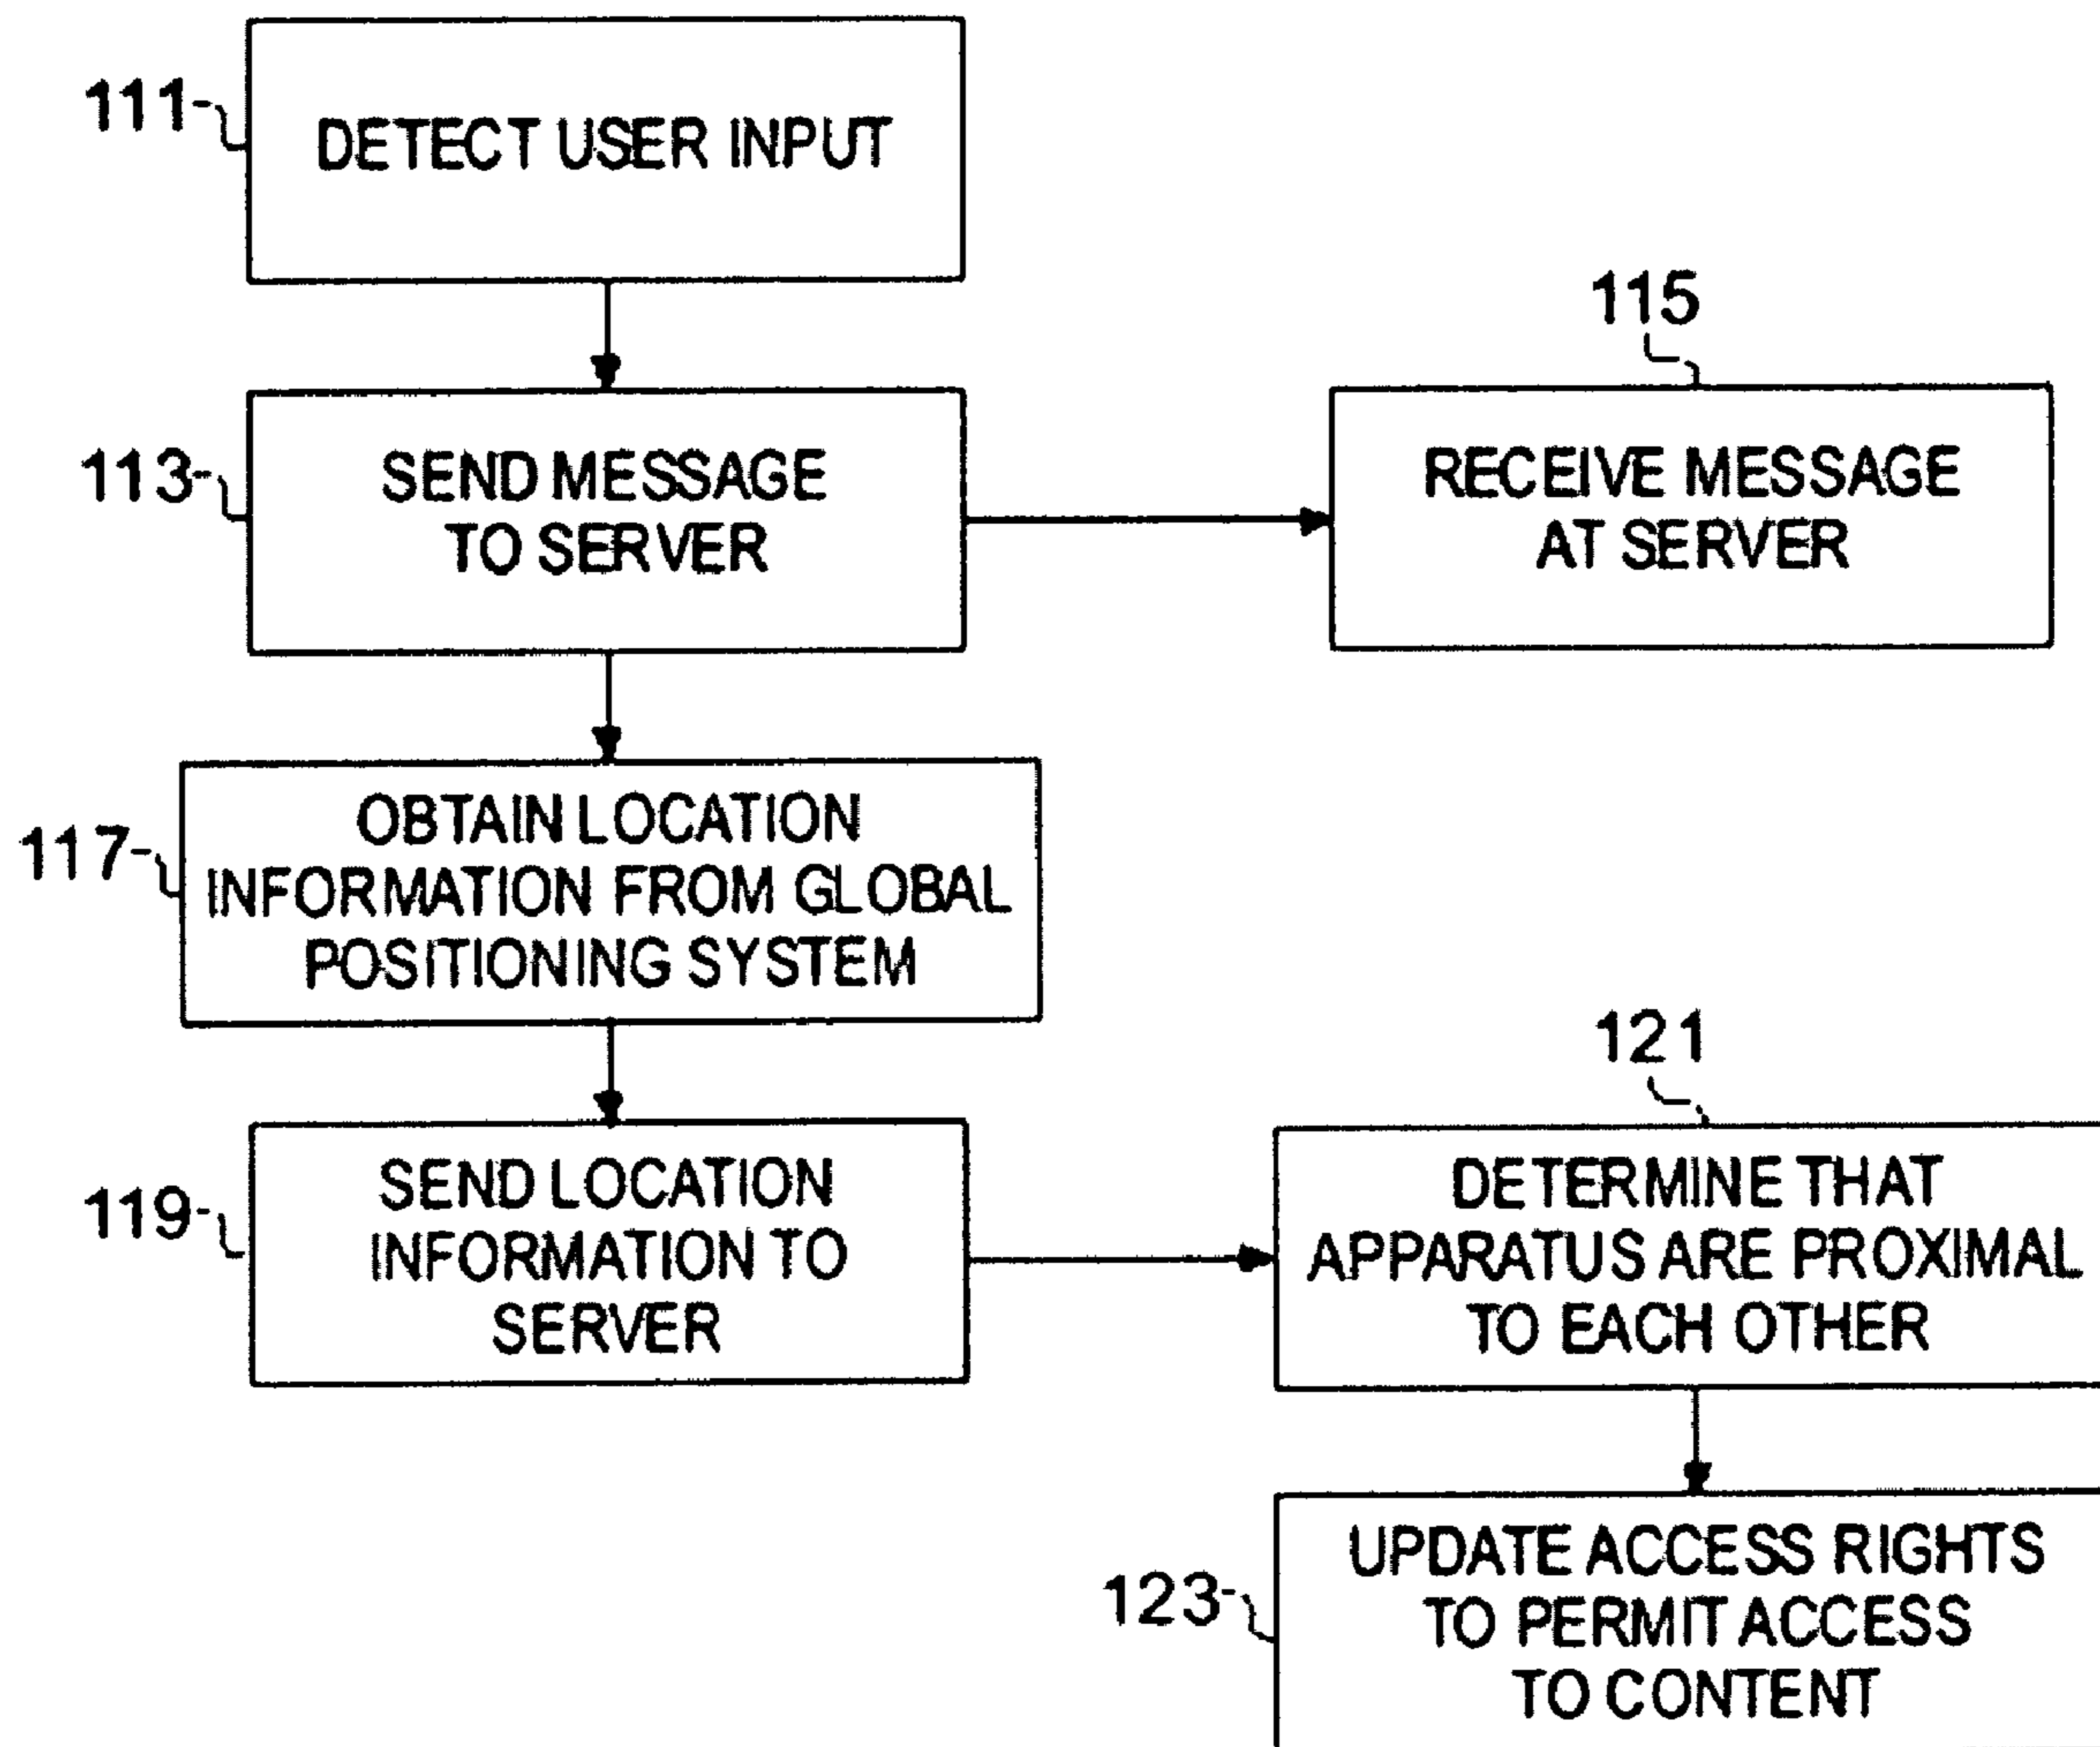 111
DETECT USER INPUT
115
113
SEND MESSAGE
TO SERVER
RECEIVE MESSAGE
AT SERVER
117
OBTAIN LOCATION
INFORMATION FROM GLOBAL
POSITIONING SYSTEM
121
119
SEND LOCATION
INFORMATION TO
SERVER
DETERMINE THAT
APPARATUS ARE PROXIMAL
TO EACH OTHER
123
UPDATE ACCESS RIGHTS
TO PERMIT ACCESS
TO CONTENT